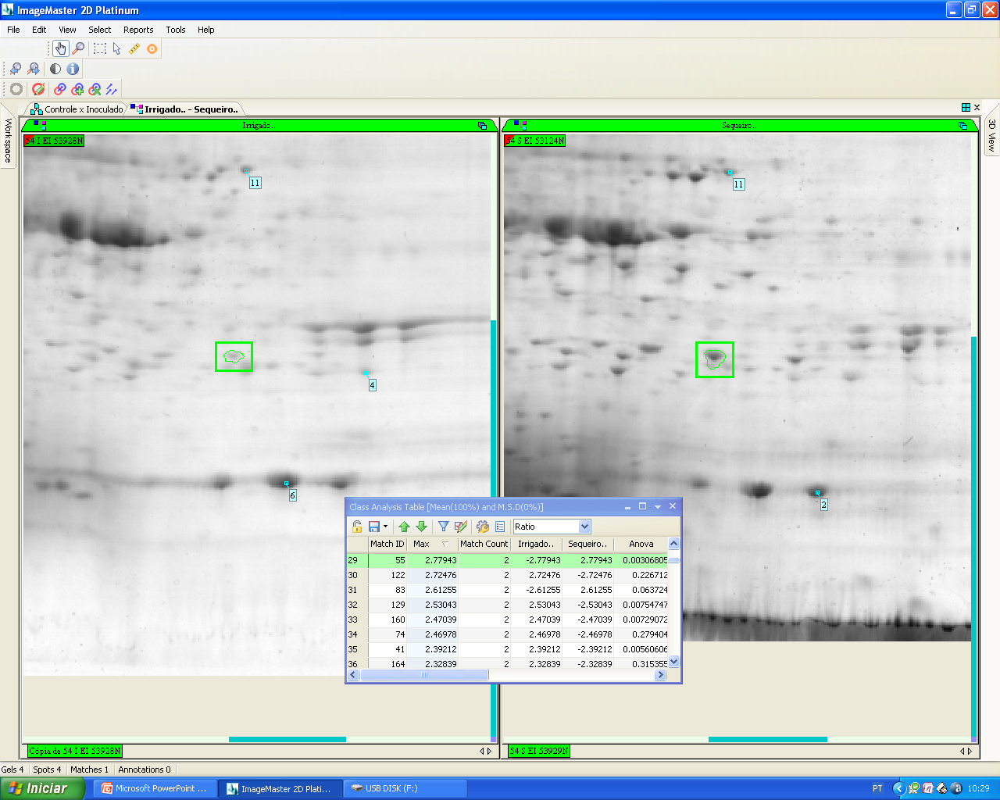 ImageMaster 2D Platinum
File Edit View Select Reports Tools Help
Controle x Inoculado Irrigado.. - Sequeiro..
Workspace
3D View
Irrigado.. Sequeiro..
54 I EI 53928N
54 S EI 53124N
11
11
4
6
2
Class Analysis Table [Mean(100%) and M.S.D(0%)]
Ratio
Match ID Max Match Count Irrigado.. Sequeiro.. Anova
29 55 2.77943 2 -2.77943 2.77943 0.00306805
30 122 2.72476 2 2.72476 -2.72476 0.226712
31 83 2.61255 2 -2.61255 2.61255 0.063724
32 129 2.53043 2 2.53043 -2.53043 0.00754747
33 160 2.47039 2 2.47039 -2.47039 0.00729072
34 74 2.46978 2 2.46978 -2.46978 0.279404
35 41 2.39212 2 2.39212 -2.39212 0.00560606
36 164 2.32839 2 2.32839 -2.32839 0.315355
Cópia de 54 I EI 53928N
54 S EI 53929N
Gels 4 Spots 4 Matches 1 Annotations 0
Iniciar Microsoft PowerPoint ... ImageMaster 2D Plati... USB DISK (F:) PT 10:29